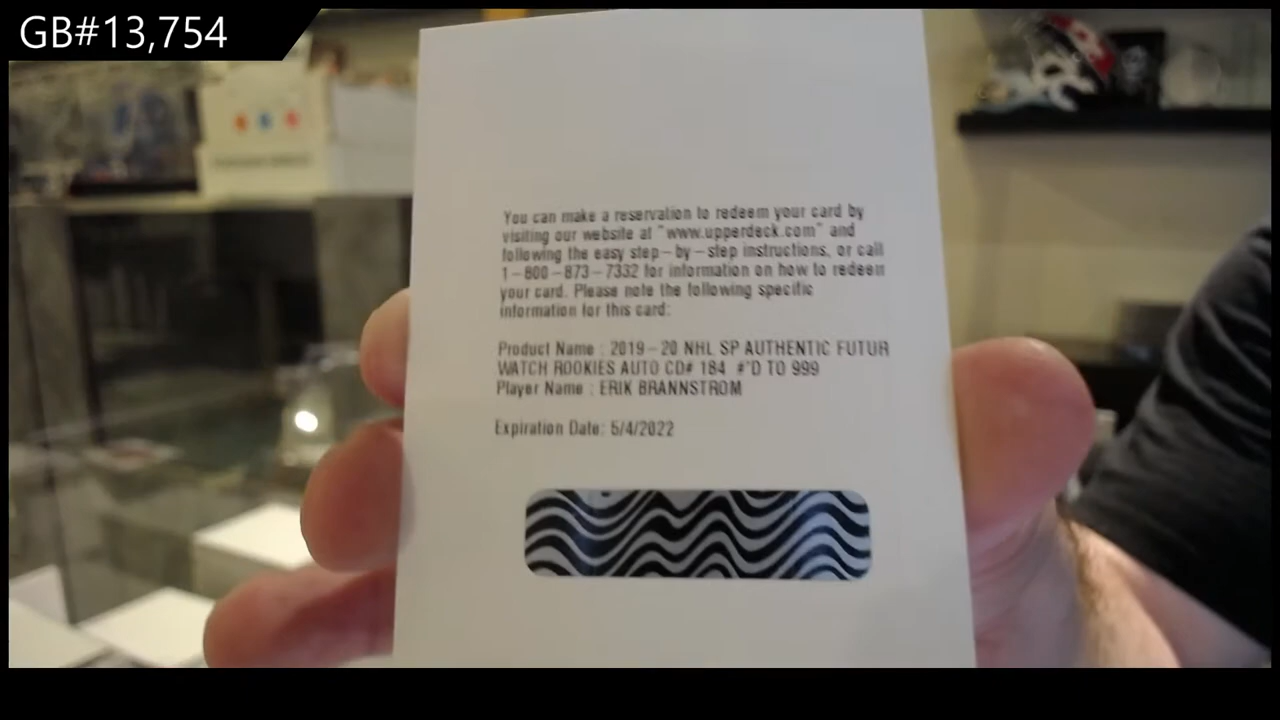 GB#13,754
You can make a reservation to redeem your card by
visiting our website at "www.upperdeck.com" and
following the easy step-by-step instructions, or call
1-800-873-7332 for information on how to redeem
your card. Please note the following specific
information for this card:
Product Name : 2019-20 NHL SP AUTHENTIC FUTUR
WATCH ROOKIES AUTO CD# 184 #'D TO 999
Player Name : ERIK BRANNSTROM
Expiration Date: 5/4/2022